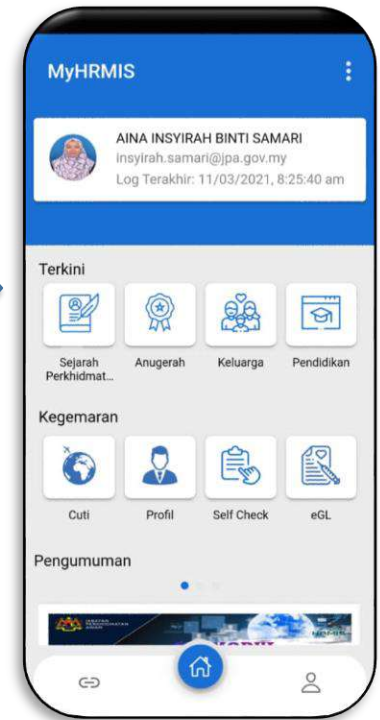 MyHRMIS
AINA INSYIRAH BINTI SAMARI
insyirah.samari@jpa.gov.my
Log Terakhir: 11/03/2021, 8:25:40 am
Terkini
Sejarah
Perkhidmat...
Anugerah
Keluarga
Pendidikan
Kegemaran
Cuti
Profil
Self Check
eGL
Pengumuman